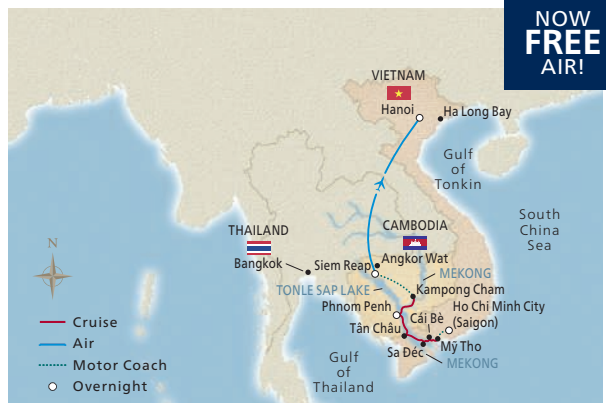 NOW
FREE
AIR!
VIETNAM
Hanoi
Ha Long Bay
Gulf
of
Tonkin
South
China
Sea
THAILAND
Bangkok
CAMBODIA
Siem Reap
Angkor Wat
MEKONG
TONLE SAP LAKE
Kampong Cham
Phnom Penh
Ho Chi Minh City
(Saigon)
Cái Bè
Tân Châu
Mỹ Tho
Sa Déc
MEKONG
Gulf
of
Thailand
N
Cruise
Air
Motor Coach
Overnight